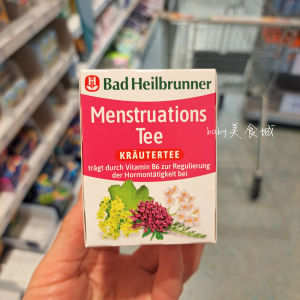 Bad Heilbrunner
Menstruations
Tee
KRÄUTERTEE
trägt durch Vitamin B6 zur Regulierung
der Hormontätigkeit bei
baby美食城